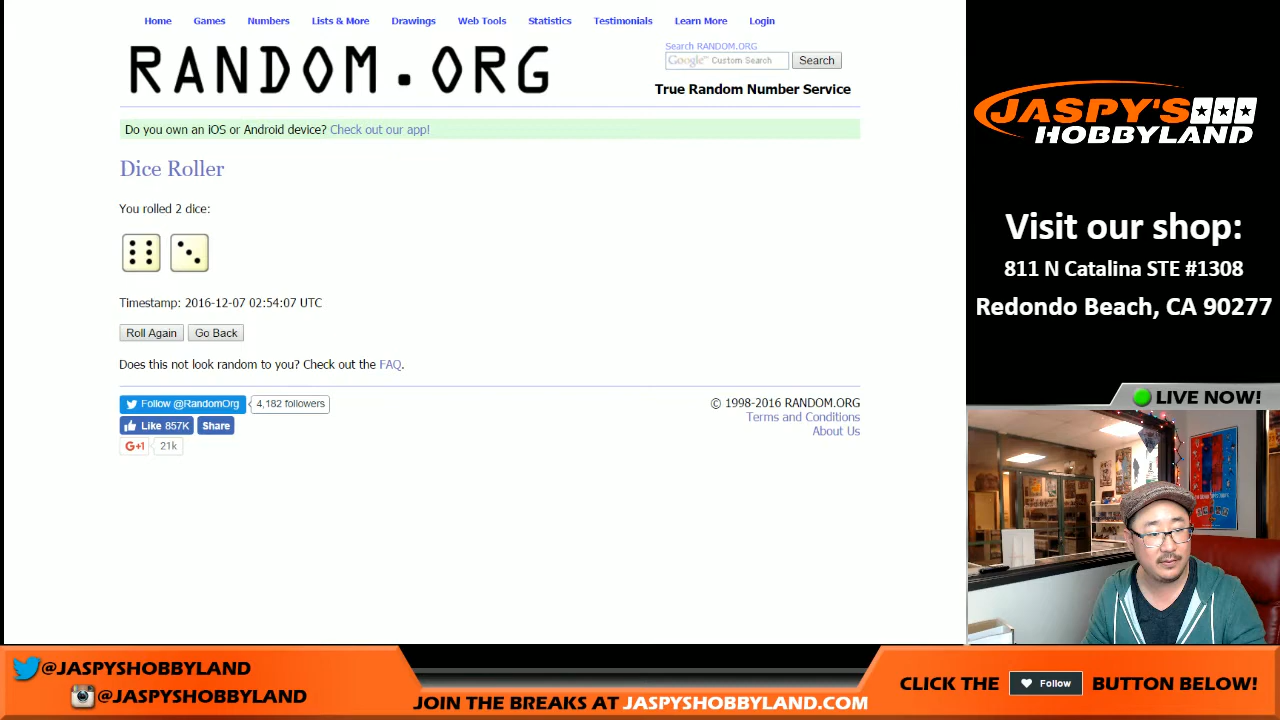 Home Games Numbers Lists & More Drawings Web Tools Statistics Testimonials Learn More Login
RANDOM.ORG
Search RANDOM.ORG
Google™ Custom Search Search
True Random Number Service
Do you own an iOS or Android device? Check out our app!
Dice Roller
You rolled 2 dice:
Timestamp: 2016-12-07 02:54:07 UTC
Roll Again Go Back
Does this not look random to you? Check out the FAQ.
Follow @RandomOrg 4,182 followers
Like 857K Share
G+1 21k
© 1998-2016 RANDOM.ORG
Terms and Conditions
About Us
JASPY'S
HOBBYLAND
Visit our shop:
811 N Catalina STE #1308
Redondo Beach, CA 90277
LIVE NOW!
@JASPYSHOBBYLAND
@JASPYSHOBBYLAND
JOIN THE BREAKS AT JASPYSHOBBYLAND.COM
CLICK THE Follow BUTTON BELOW!